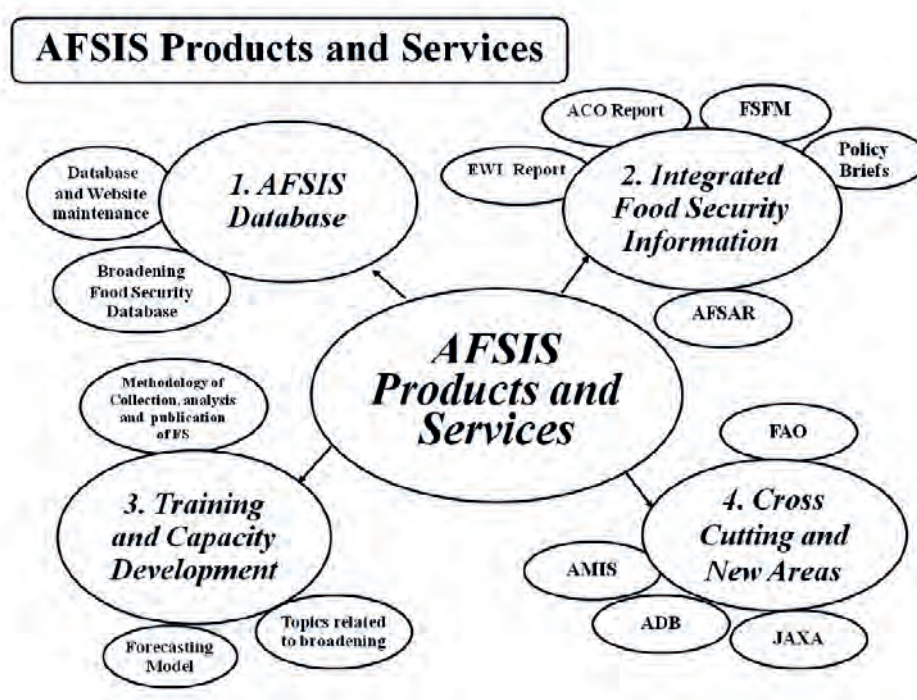 AFSIS Products and Services
ACO Report
FSFM
EWI Report
Policy
Briefs
2. Integrated
Food Security
Information
AFSAR
Database
and Website
maintenance
1. AFSIS
Database
Broadening
Food Security
Database
AFSIS
Products and
Services
Methodology of
Collection, analysis
and publication
of FS
3. Training
and Capacity
Development
Forecasting
Model
Topics related
to broadening
FAO
4. Cross
Cutting and
New Areas
AMIS
ADB
JAXA